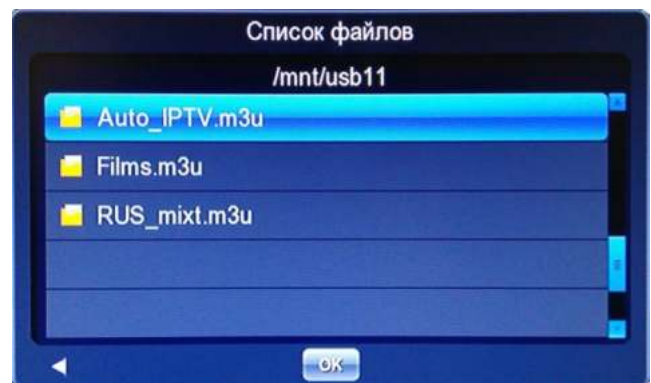 Список файлов
/mnt/usb11
Auto_IPTV.m3u
Films.m3u
RUS_mixt.m3u
OK